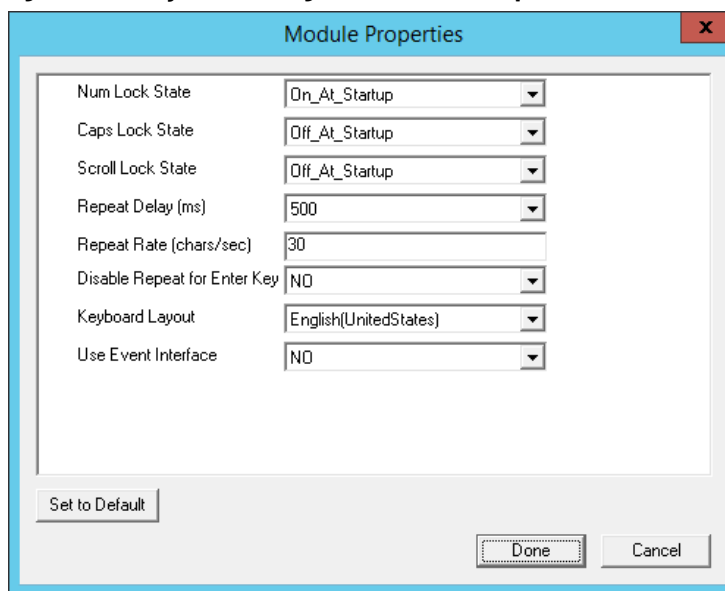 Module Properties
x
Num Lock State On_At_Startup
Caps Lock State Off_At_Startup
Scroll Lock State Off_At_Startup
Repeat Delay (ms) 500
Repeat Rate (chars/sec) 30
Disable Repeat for Enter Key NO
Keyboard Layout English(UnitedStates)
Use Event Interface NO
Set to Default
Done Cancel